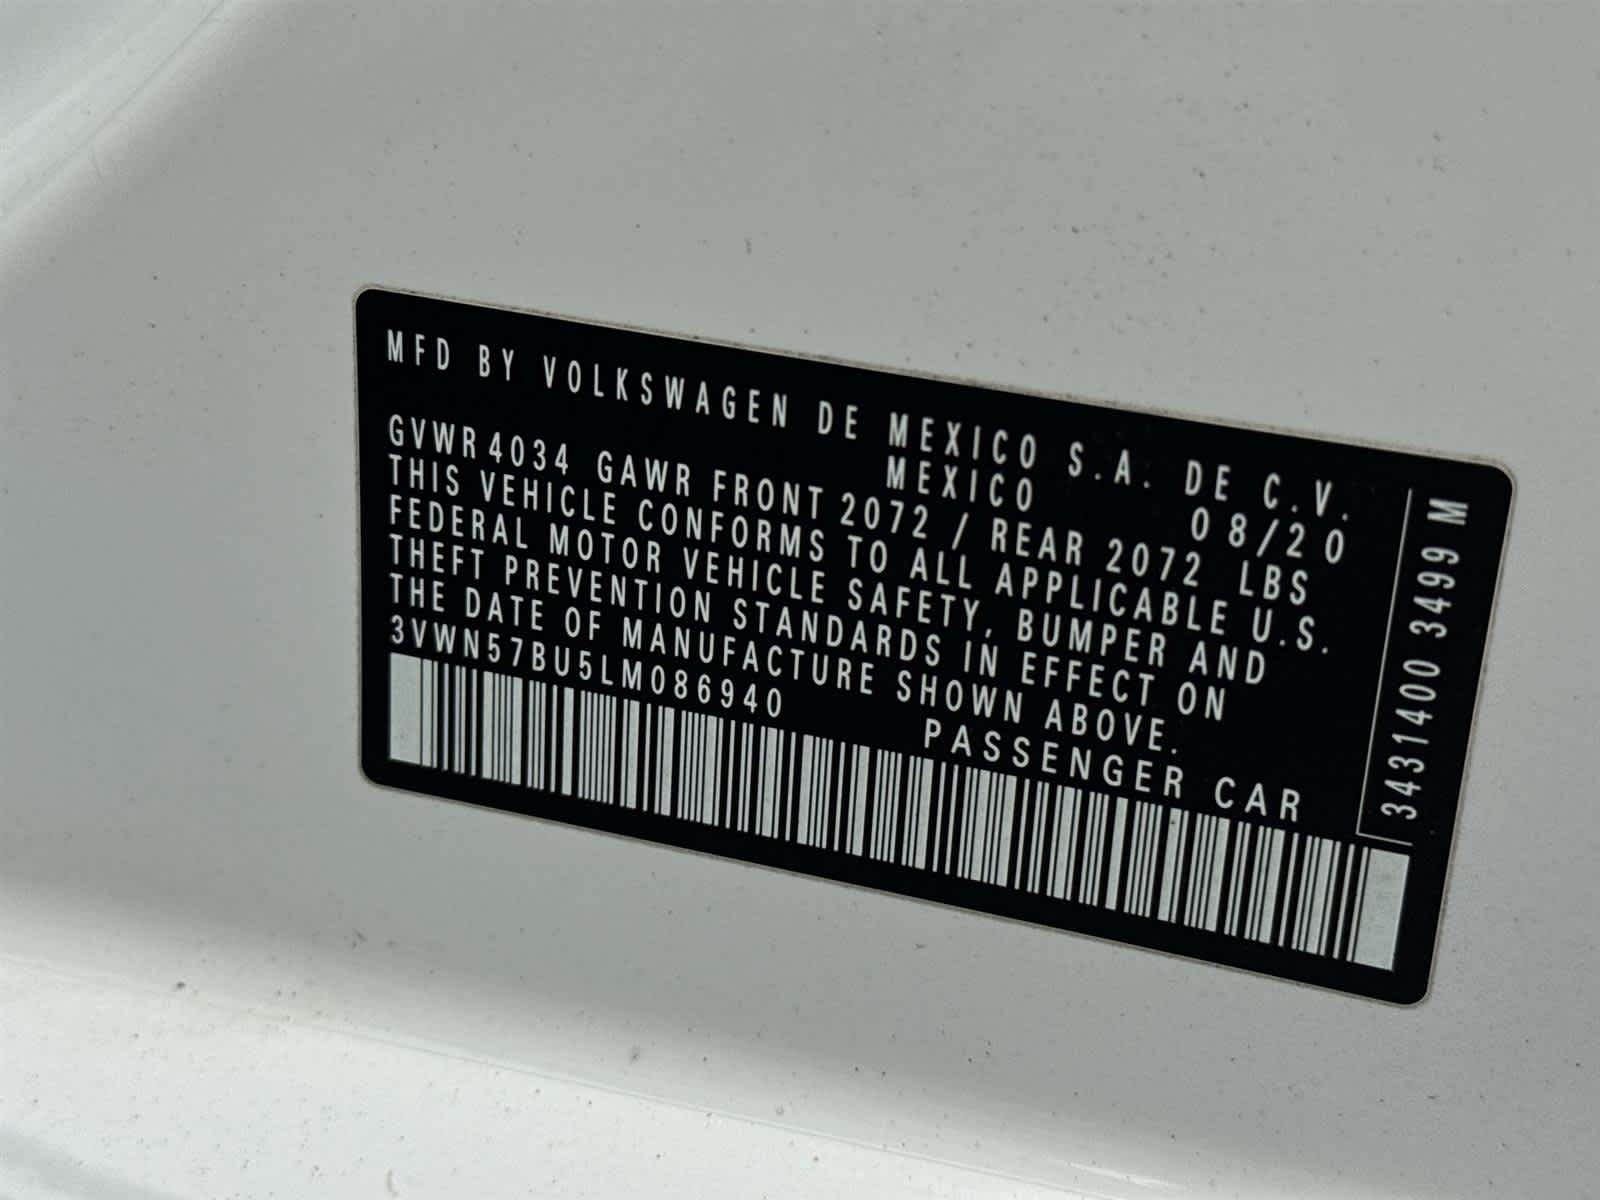 MFD BY VOLKSWAGEN DE MEXICO S.A. DE C.V.
MEXICO 08/20
GVWR 4034 GAWR FRONT 2072 / REAR 2072 LBS
THIS VEHICLE CONFORMS TO ALL APPLICABLE U.S.
FEDERAL MOTOR VEHICLE SAFETY, BUMPER AND
THEFT PREVENTION STANDARDS IN EFFECT ON
THE DATE OF MANUFACTURE SHOWN ABOVE.
3VWN57BU5LM086940 PASSENGER CAR
3431400 3499 M